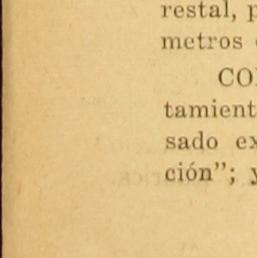 restal, p
metros
CO
tamient
sado ex
ción"; y